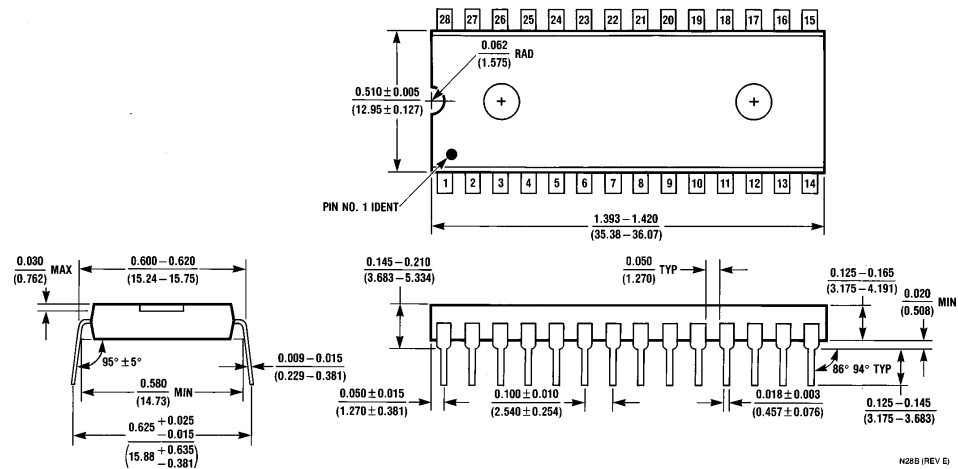 28 27 26 25 24 23 22 21 20 19 18 17 16 15
0.062
(1.575)
RAD
0.510 ± 0.005
(12.95 ± 0.127)
1 2 3 4 5 6 7 8 9 10 11 12 13 14
PIN NO. 1 IDENT
1.393 – 1.420
(35.38 – 36.07)
0.030
(0.762)
MAX
0.600 – 0.620
(15.24 – 15.75)
95° ± 5°
0.009 – 0.015
(0.229 – 0.381)
0.580
(14.73)
MIN
0.625 +0.025
−0.015
(15.88 +0.635
−0.381)
0.145 – 0.210
(3.683 – 5.334)
0.050
(1.270)
TYP
0.125 – 0.165
(3.175 – 4.191)
0.020
(0.508)
MIN
86° 94° TYP
0.050 ± 0.015
(1.270 ± 0.381)
0.100 ± 0.010
(2.540 ± 0.254)
0.018 ± 0.003
(0.457 ± 0.076)
0.125 – 0.145
(3.175 – 3.683)
N28B (REV E)